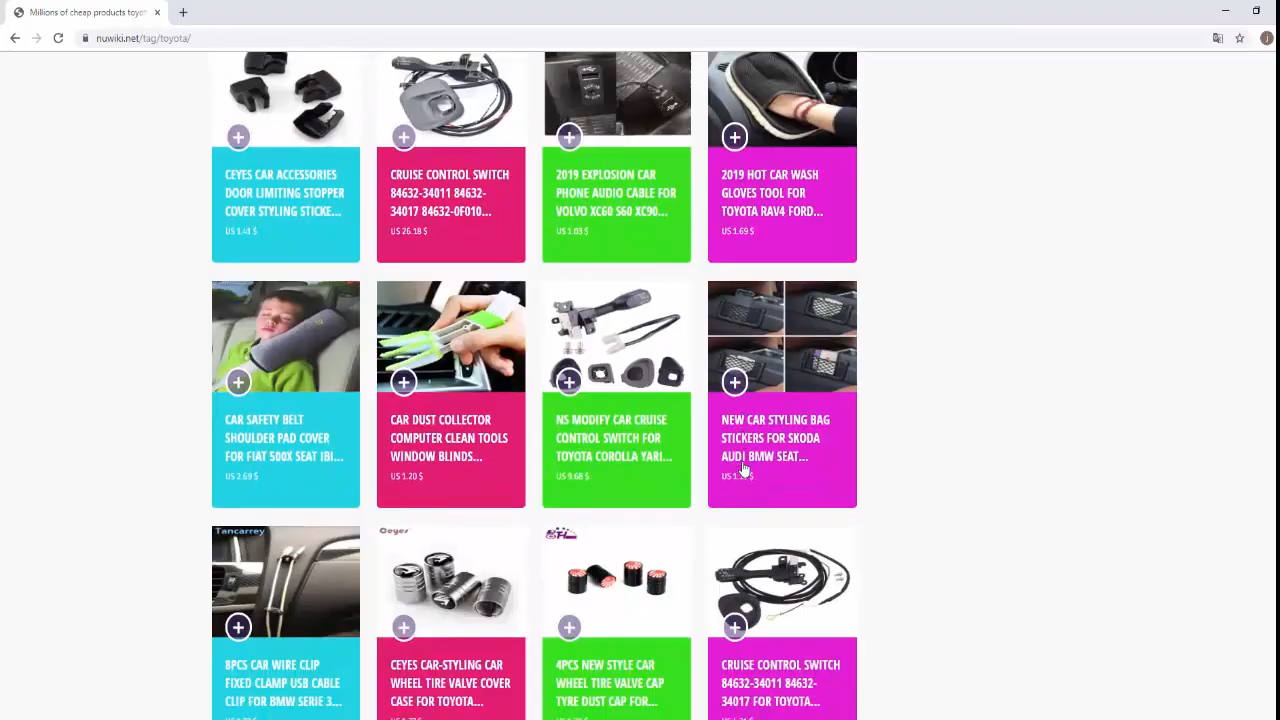 Millions of cheap products toyot
nuwiki.net/tag/toyota/
CEYES CAR ACCESSORIES
DOOR LIMITING STOPPER
COVER STYLING STICKE...
US 1.41 $
CRUISE CONTROL SWITCH
84632-34011 84632-
34017 84632-0F010...
US 26.18 $
2019 EXPLOSION CAR
PHONE AUDIO CABLE FOR
VOLVO XC60 S60 XC90...
US 1.03 $
2019 HOT CAR WASH
GLOVES TOOL FOR
TOYOTA RAV4 FORD...
US 1.69 $
CAR SAFETY BELT
SHOULDER PAD COVER
FOR FIAT 500X SEAT IBI...
US 2.69 $
CAR DUST COLLECTOR
COMPUTER CLEAN TOOLS
WINDOW BLINDS...
US 1.20 $
NS MODIFY CAR CRUISE
CONTROL SWITCH FOR
TOYOTA COROLLA YARI...
US 9.68 $
NEW CAR STYLING BAG
STICKERS FOR SKODA
AUDI BMW SEAT...
US
Tancarrey
8PCS CAR WIRE CLIP
FIXED CLAMP USB CABLE
CLIP FOR BMW SERIE 3...
Ceyes
CEYES CAR-STYLING CAR
WHEEL TIRE VALVE COVER
CASE FOR TOYOTA...
4PCS NEW STYLE CAR
WHEEL TIRE VALVE CAP
TYRE DUST CAP FOR...
CRUISE CONTROL SWITCH
84632-34011 84632-
34017 FOR TOYOTA...